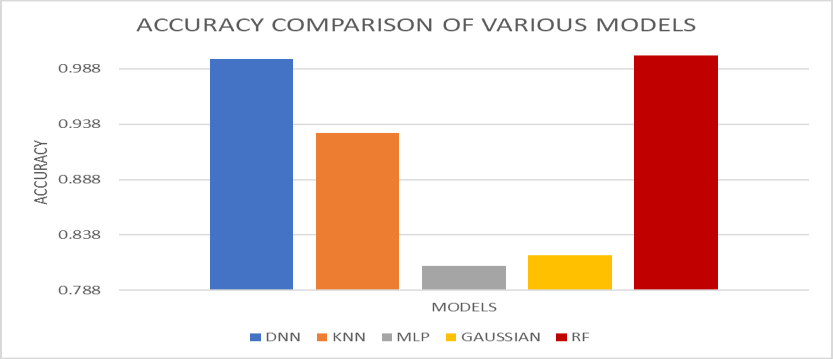 ACCURACY COMPARISON OF VARIOUS MODELS
0.988
0.938
0.888
0.838
0.788
ACCURACY
MODELS
DNN KNN MLP GAUSSIAN RF